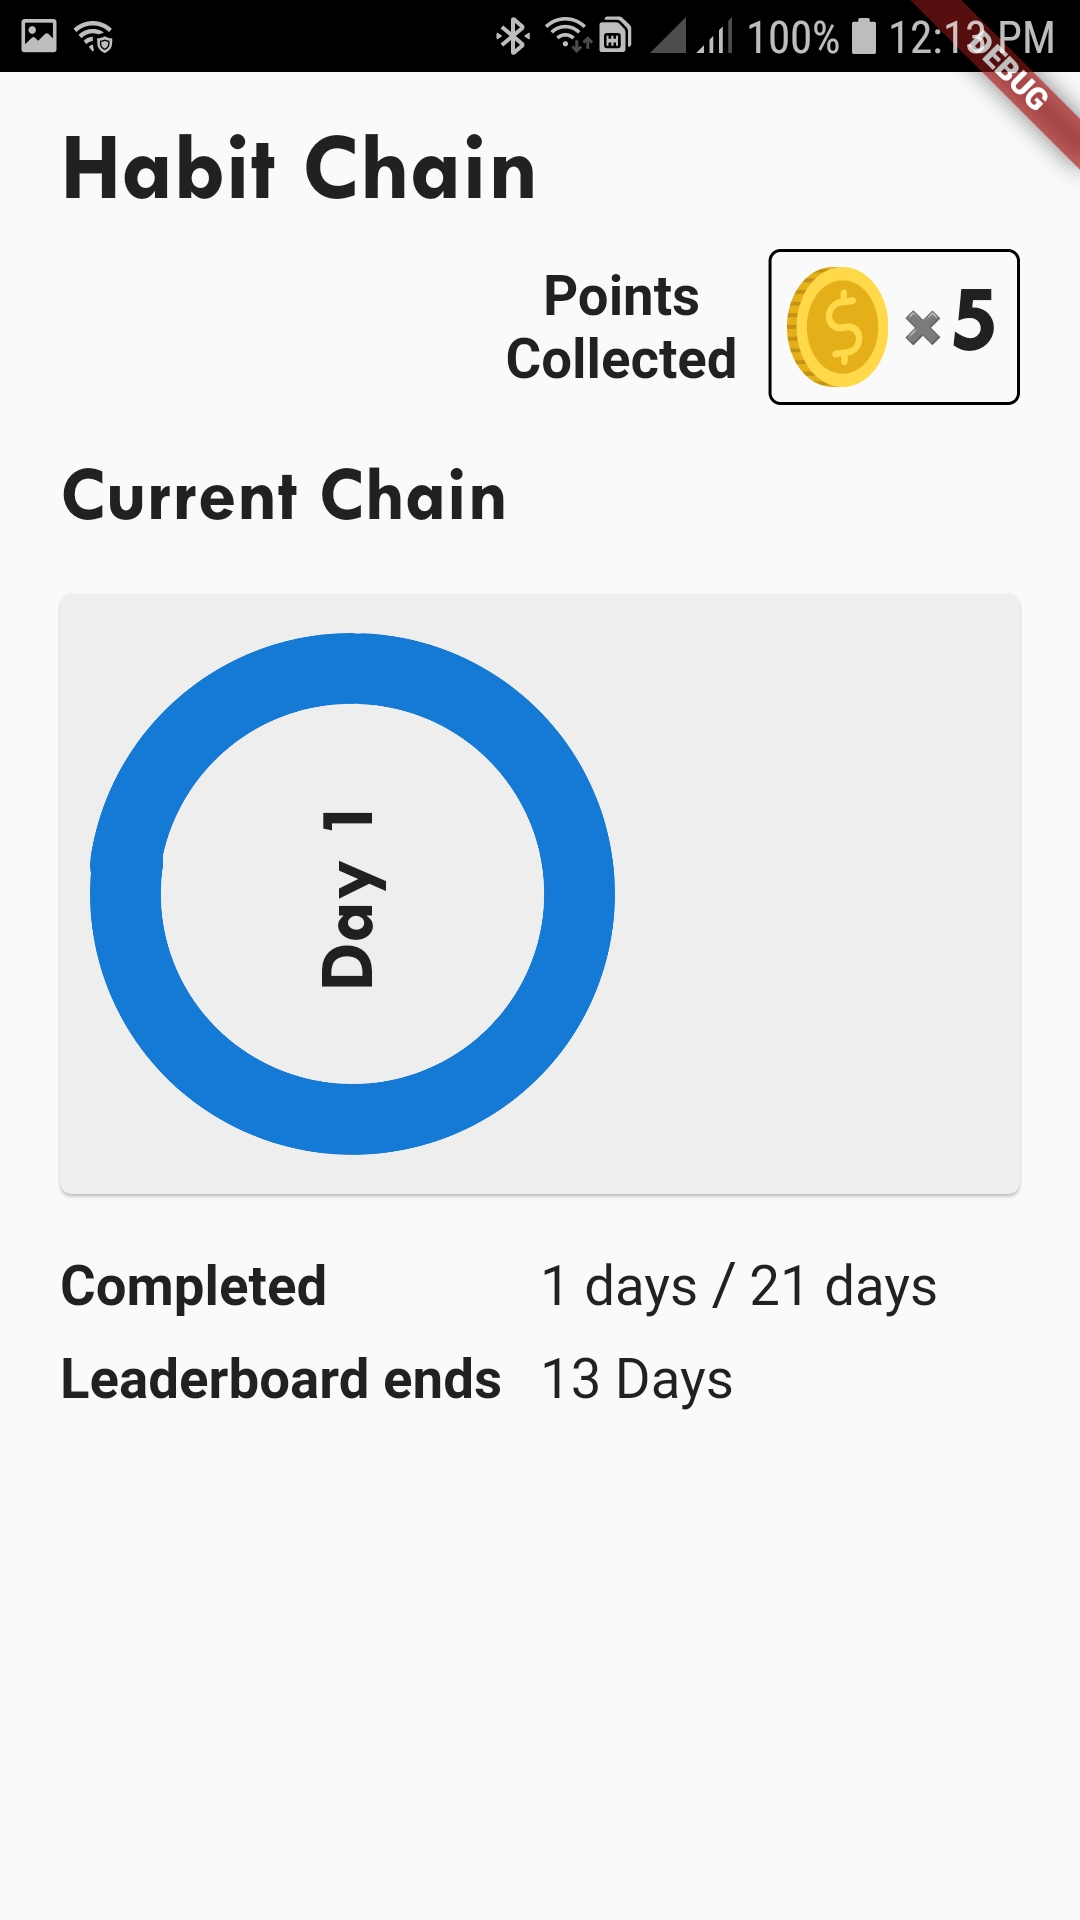 100% 12:13 PM
DEBUG
Habit Chain
Points
Collected
× 5
Current Chain
Day 1
Completed 1 days / 21 days
Leaderboard ends 13 Days